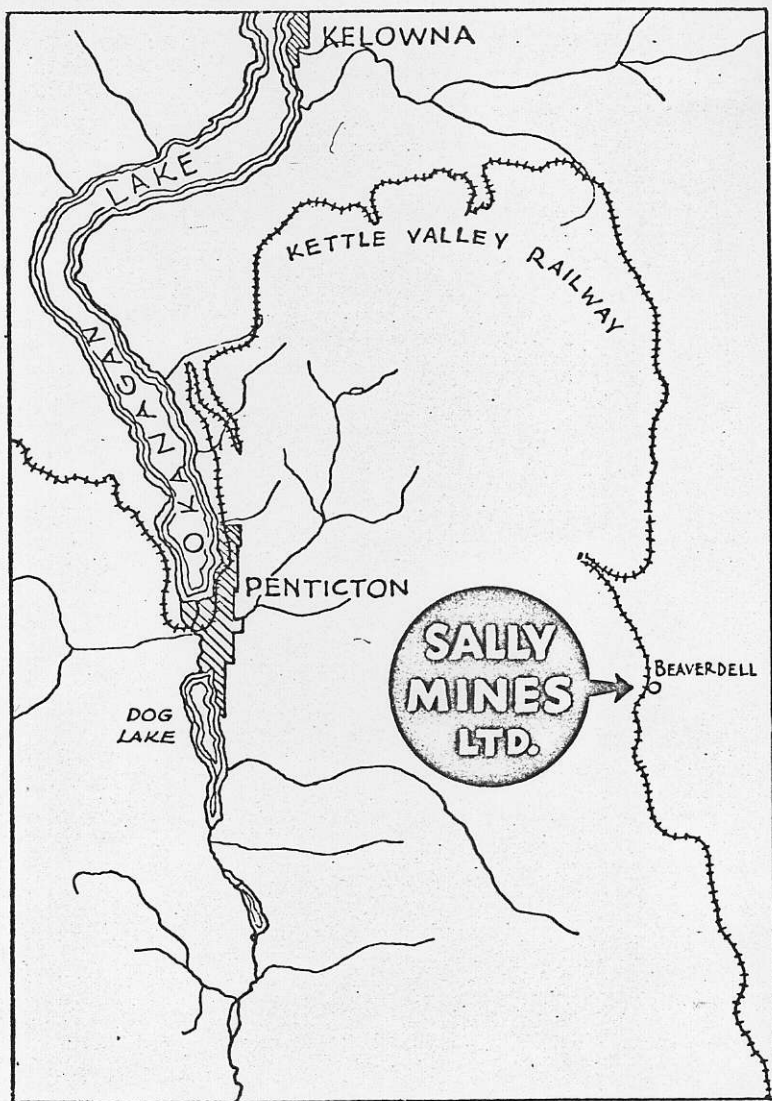 KELOWNA
OKANAGAN
LAKE
KETTLE VALLEY RAILWAY
PENTICTON
SALLY
MINES
LTD.
BEAVERDELL
DOG
LAKE